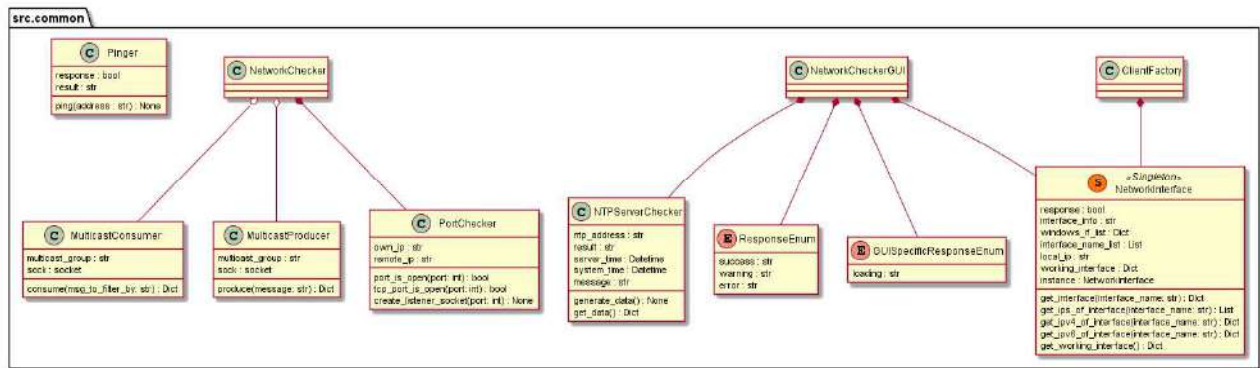 src.common
C Pinger
response : bool
result : str
ping(address : str) : None
C NetworkChecker
C NetworkCheckerGUI
C ClientFactory
C MulticastConsumer
multicast_group : str
sock : socket
consume(msg_to_filter_by: str) : Dict
C MulticastProducer
multicast_group : str
sock : socket
produce(message: str) : Dict
C PortChecker
own_ip : str
remote_ip : str
port_is_open(port: int) : bool
tcp_port_is_open(port: int) : bool
create_listener_socket(port: int) : None
C NTPServerChecker
ntp_address : str
result : str
server_time : Datetime
system_time : Datetime
message : str
generate_data() : None
get_data() : Dict
E ResponseEnum
success : str
warning : str
error : str
E GUISpecificResponseEnum
loading : str
S «Singleton»
NetworkInterface
response : bool
interface_info : str
windows_if_list : Dict
interface_name_list : List
local_ip : str
working_interface : Dict
instance : NetworkInterface
get_interface(interface_name: str) : Dict
get_ips_of_interface(interface_name: str) : List
get_ipv4_of_interface(interface_name: str) : Dict
get_ipv6_of_interface(interface_name: str) : Dict
get_working_interface() : Dict